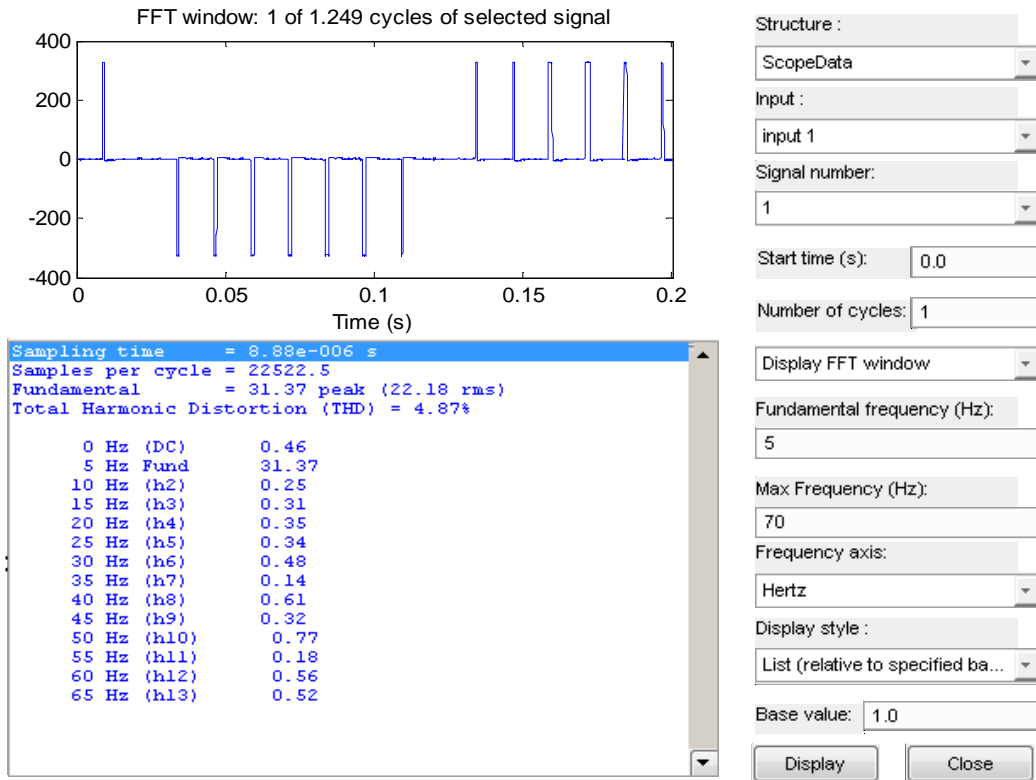 FFT window: 1 of 1.249 cycles of selected signal
400
200
0
-200
-400
0
0.05
0.1
0.15
0.2
Time (s)
Sampling time = 8.88e-006 s
Samples per cycle = 22522.5
Fundamental = 31.37 peak (22.18 rms)
Total Harmonic Distortion (THD) = 4.87%
0 Hz (DC) 0.46
5 Hz Fund 31.37
10 Hz (h2) 0.25
15 Hz (h3) 0.31
20 Hz (h4) 0.35
25 Hz (h5) 0.34
30 Hz (h6) 0.48
35 Hz (h7) 0.14
40 Hz (h8) 0.61
45 Hz (h9) 0.32
50 Hz (h10) 0.77
55 Hz (h11) 0.18
60 Hz (h12) 0.56
65 Hz (h13) 0.52
Structure :
ScopeData
Input :
input 1
Signal number:
1
Start time (s): 0.0
Number of cycles: 1
Display FFT window
Fundamental frequency (Hz):
5
Max Frequency (Hz):
70
Frequency axis:
Hertz
Display style :
List (relative to specified ba...
Base value: 1.0
Display Close